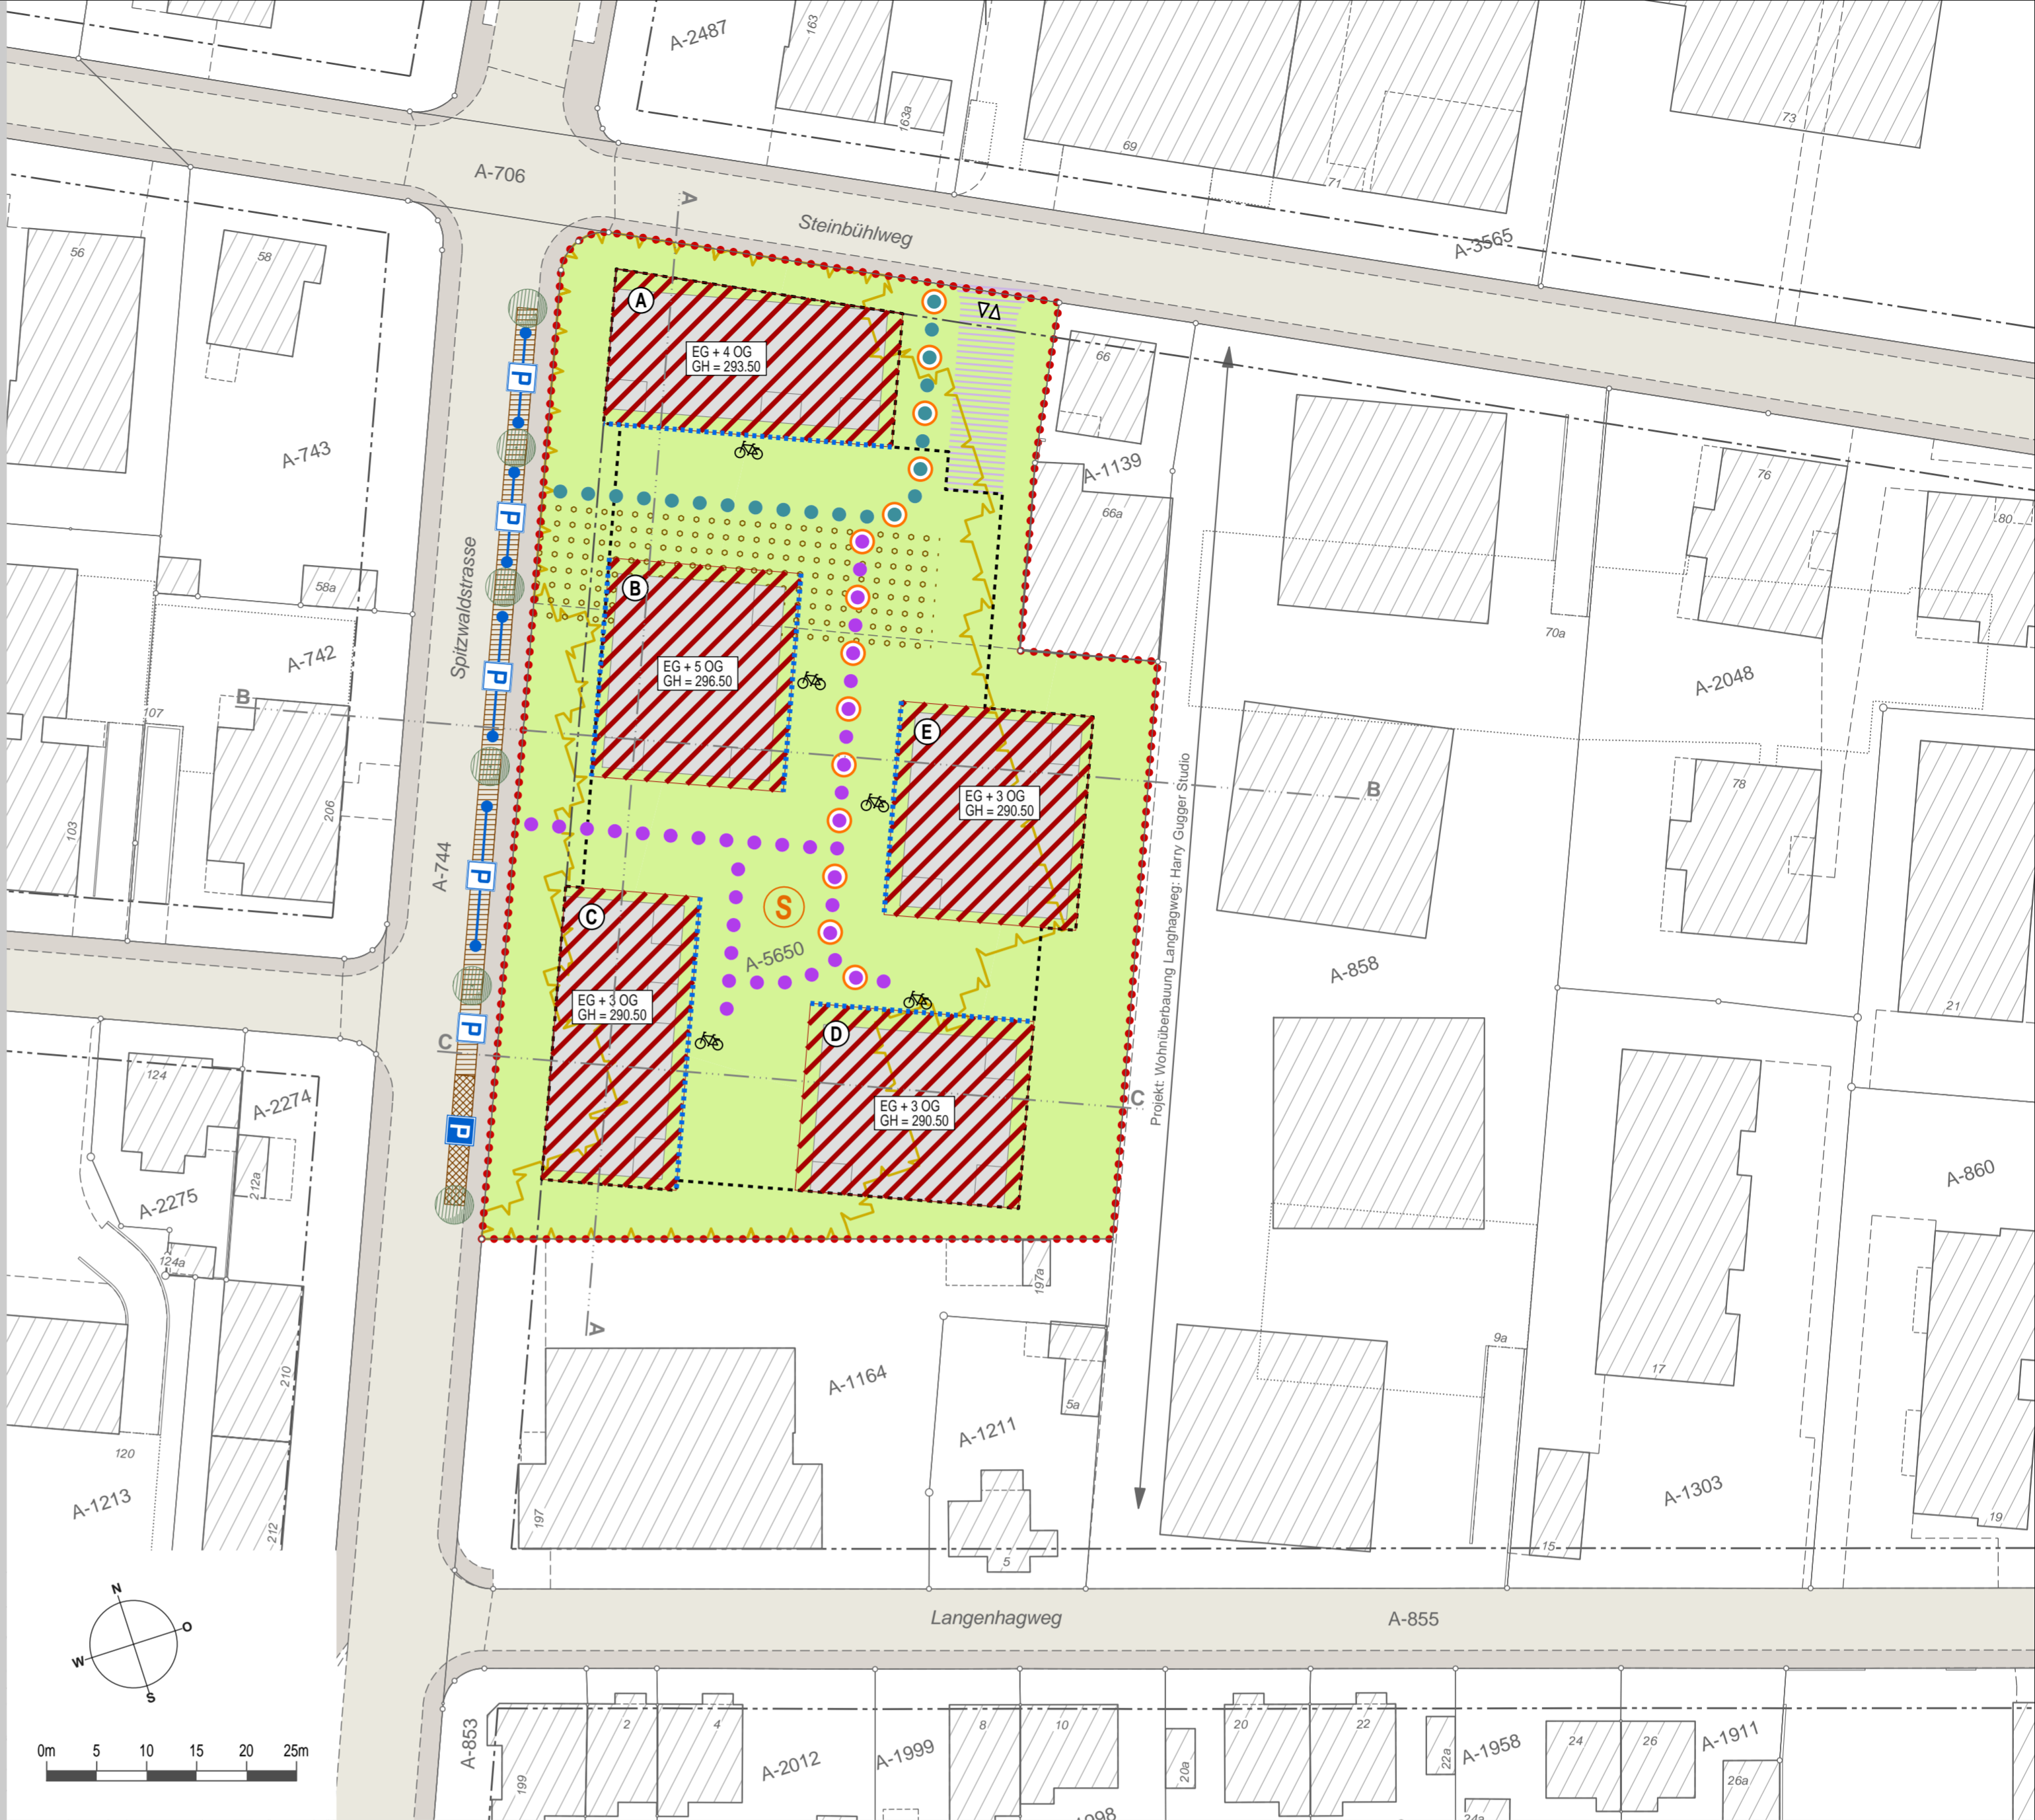 A-2487
163
163a
69
71
73
A-706
A
Steinbühlweg
A-3565
56
58
A
EG + 4 OG
GH = 293.50
66
P
A-743
A-1139
76
80
66a
P
58a
70a
Spitzwaldstrasse
B
A-742
EG + 5 OG
GH = 296.50
P
A-2048
B
107
E
78
B
EG + 3 OG
GH = 290.50
206
103
A-744
P
S
C
A-5650
A-858
EG + 3 OG
GH = 290.50
21
P
D
C
C
Projekt: Wohnüberbauung Langhagweg: Harry Gugger Studio
124
A-2274
EG + 3 OG
GH = 290.50
P
A-860
A-2275
212a
124a
197a
A
210
A-1164
9a
17
5a
A-1211
120
A-1213
A-1303
197
212
19
15
5
N
O
W
S
Langenhagweg
A-855
0m
5
10
15
20
25m
A-853
2
4
8
10
20
22
24
26
A-2012
A-1999
A-1958
A-1911
199
20a
22a
26a
24a